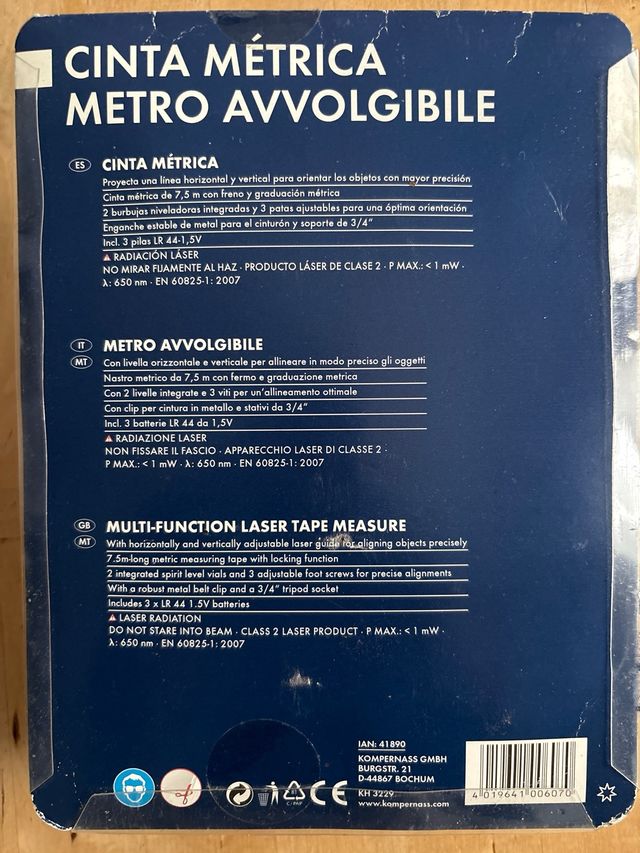 CINTA MÉTRICA
METRO AVVOLGIBILE
ES CINTA MÉTRICA
Proyecta una línea horizontal y vertical para orientar los objetos con mayor precisión
Cinta métrica de 7,5 m con freno y graduación métrica
2 burbujas niveladoras integradas y 3 patas ajustables para una óptima orientación
Enganche estable de metal para el cinturón y soporte de 3/4"
Incl. 3 pilas LR 44-1,5V
RADIACIÓN LÁSER
NO MIRAR FIJAMENTE AL HAZ · PRODUCTO LÁSER DE CLASE 2 · P MAX.: < 1 mW ·
λ: 650 nm · EN 60825-1: 2007
IT METRO AVVOLGIBILE
MT Con livella orizzontale e verticale per allineare in modo preciso gli oggetti
Nastro metrico da 7,5 m con fermo e graduazione metrica
Con 2 livelle integrate e 3 viti per un'allineamento ottimale
Con clip per cintura in metallo e stativi da 3/4"
Incl. 3 batterie LR 44 da 1,5V
RADIAZIONE LASER
NON FISSARE IL FASCIO · APPARECCHIO LASER DI CLASSE 2 ·
P MAX.: < 1 mW · λ: 650 nm · EN 60825-1: 2007
GB MULTI-FUNCTION LASER TAPE MEASURE
MT With horizontally and vertically adjustable laser guide for aligning objects precisely
7.5m-long metric measuring tape with locking function
2 integrated spirit level vials and 3 adjustable foot screws for precise alignments
With a robust metal belt clip and a 3/4" tripod socket
Includes 3 x LR 44 1.5V batteries
LASER RADIATION
DO NOT STARE INTO BEAM · CLASS 2 LASER PRODUCT · P MAX.: < 1 mW ·
λ: 650 nm · EN 60825-1: 2007
IAN: 41890
KOMPERNASS GMBH
BURGSTR. 21
D-44867 BOCHUM
KH 3229
www.kompernass.com
C/PAP
CE
4 019641 006070